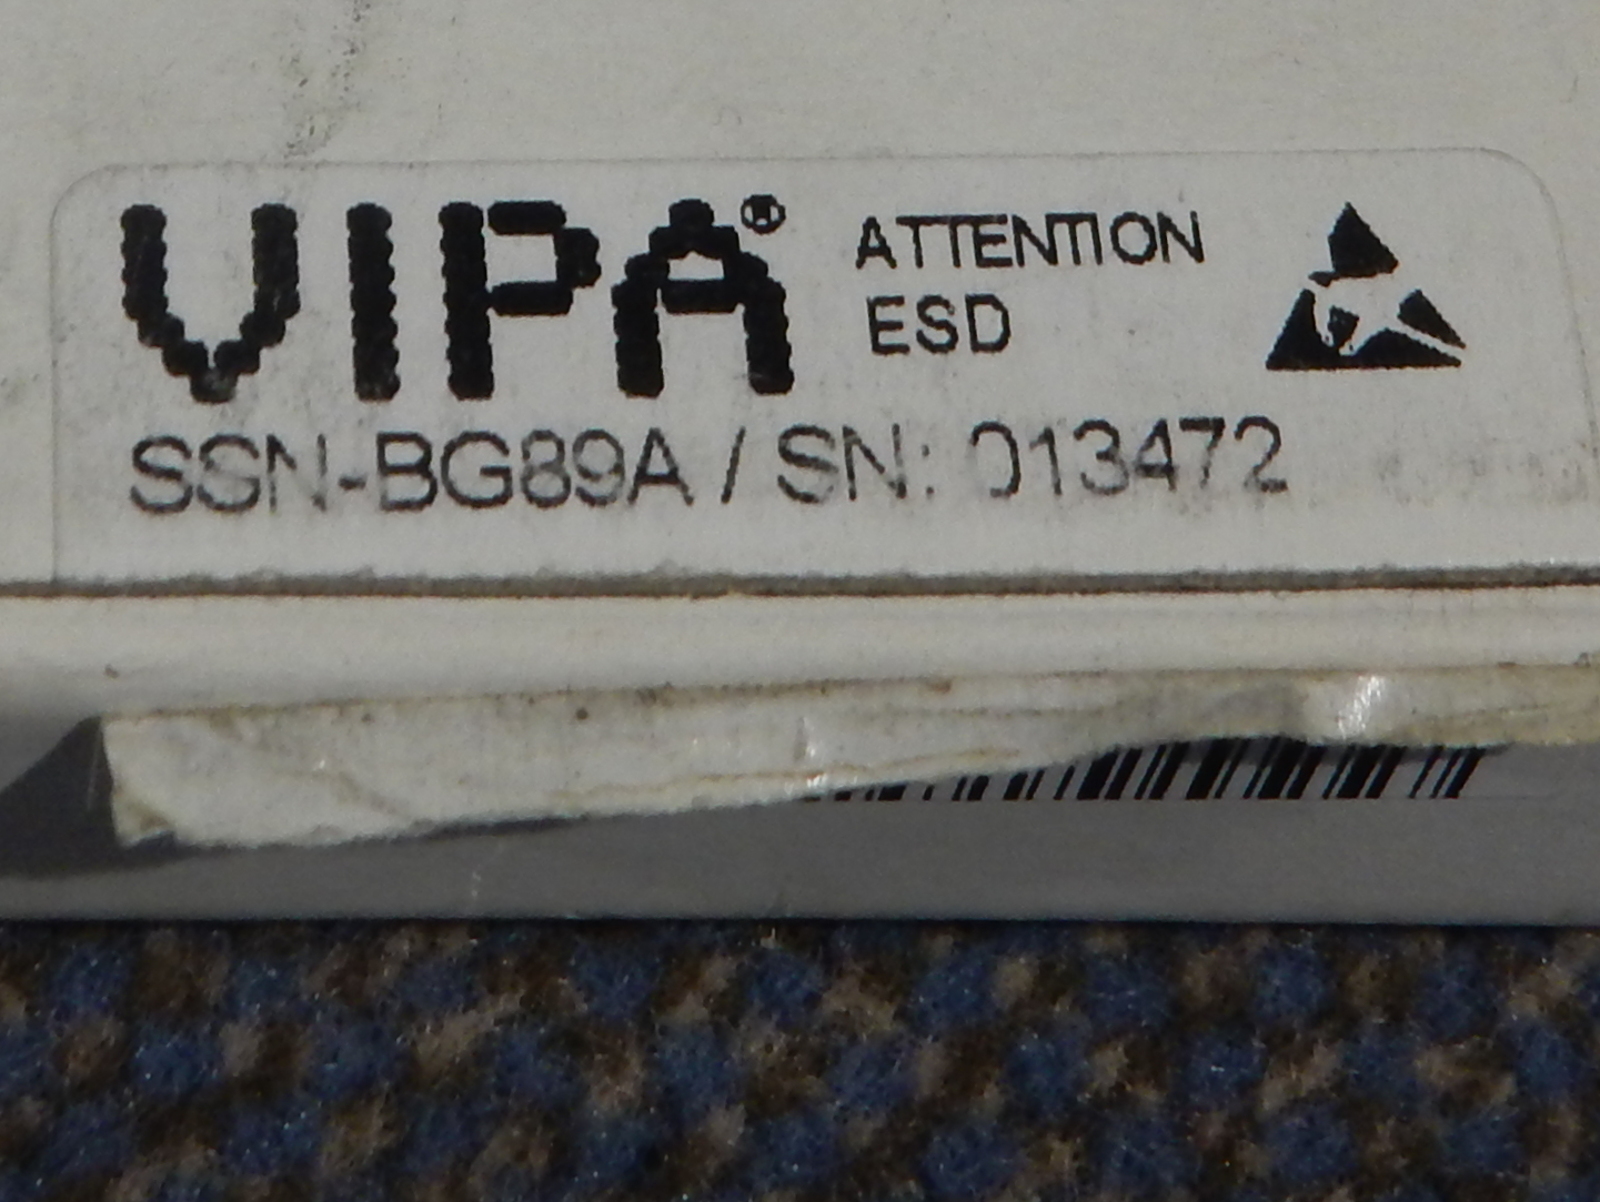 VIPA® ATTENTION
ESD
SSN-BG89A / SN: 013472